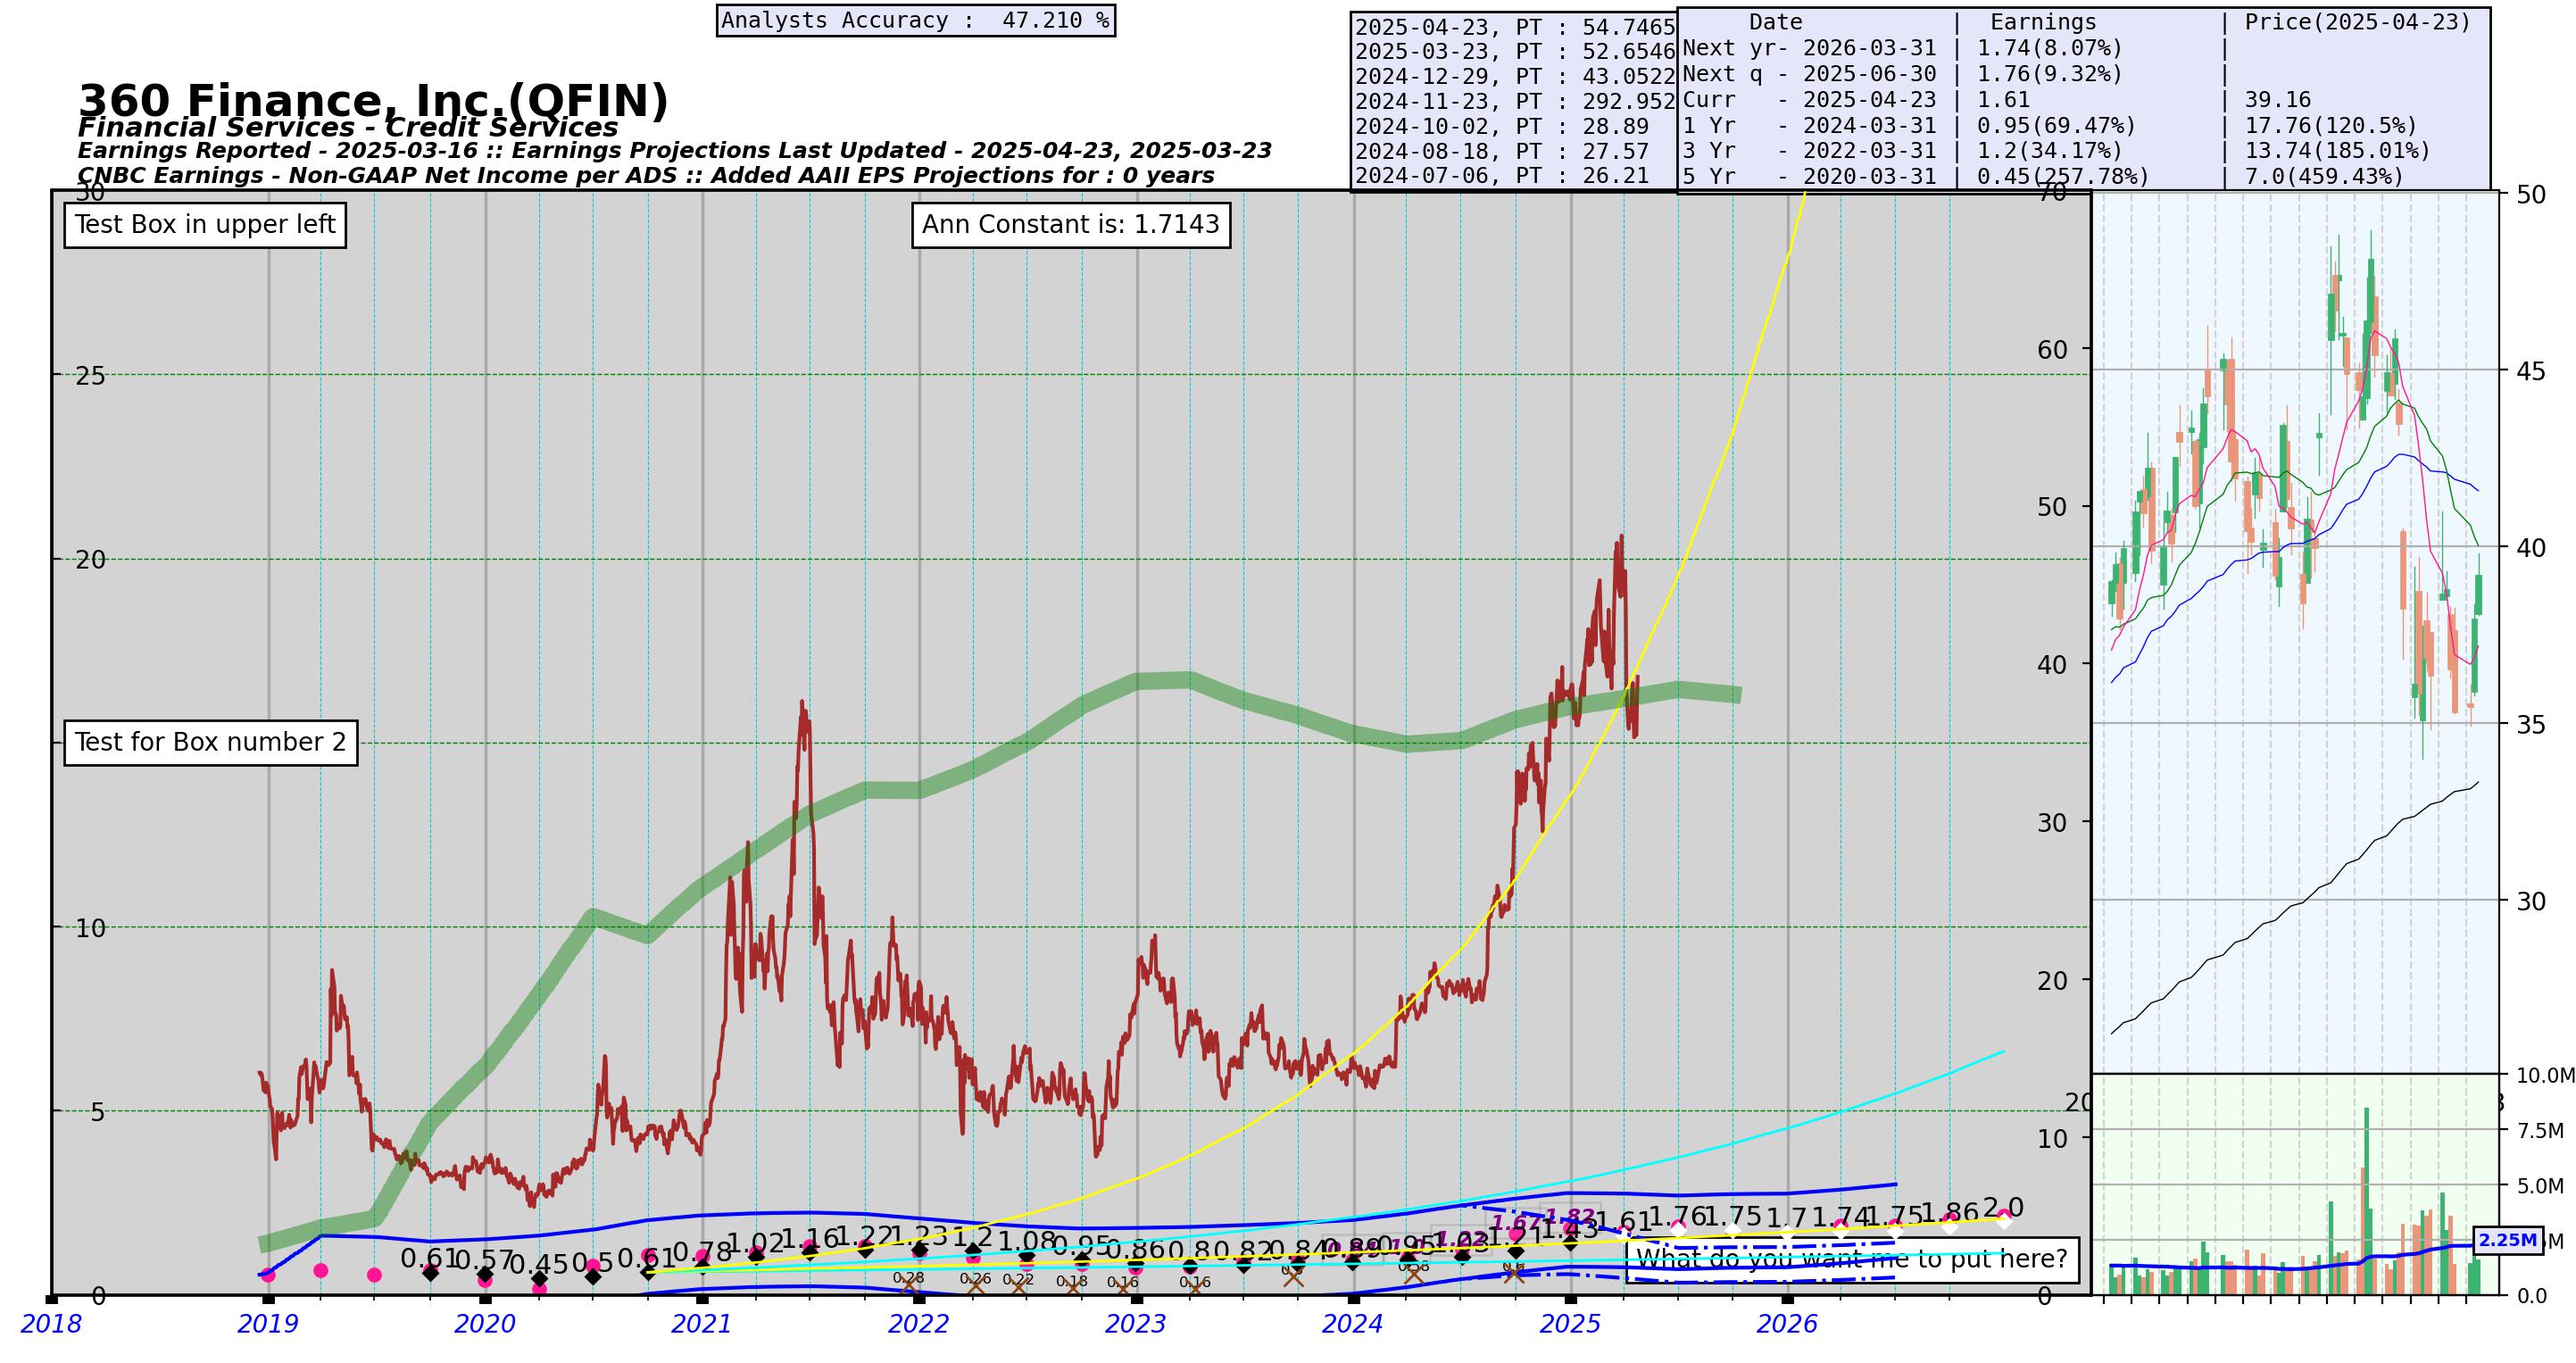 Analysts Accuracy :  47.210 %
2025-04-23, PT : 54.7465
2025-03-23, PT : 52.6546
2024-12-29, PT : 43.0522
2024-11-23, PT : 292.952
2024-10-02, PT : 28.89
2024-08-18, PT : 27.57
2024-07-06, PT : 26.21
Date | Earnings | Price(2025-04-23)
Next yr- 2026-03-31 | 1.74(8.07%) |
Next q - 2025-06-30 | 1.76(9.32%) |
Curr - 2025-04-23 | 1.61 | 39.16
1 Yr - 2024-03-31 | 0.95(69.47%) | 17.76(120.5%)
3 Yr - 2022-03-31 | 1.2(34.17%) | 13.74(185.01%)
5 Yr - 2020-03-31 | 0.45(257.78%) | 7.0(459.43%)
360 Finance, Inc.(QFIN)
Financial Services - Credit Services
Earnings Reported - 2025-03-16 :: Earnings Projections Last Updated - 2025-04-23, 2025-03-23
CNBC Earnings - Non-GAAP Net Income per ADS :: Added AAII EPS Projections for : 0 years
Test Box in upper left
Ann Constant is: 1.7143
Test for Box number 2
What do you want me to put here?
30
25
20
10
5
0
70
60
50
40
30
20
10
0
50
45
40
35
30
10.0M
7.5M
5.0M
2.25M
0.0
0.61 0.57 0.45 0.5 0.61 0.78 1.02 1.16 1.22 1.23 1.2 1.08 0.95 0.86 0.8 0.82 1.43 1.61 1.76 1.75 1.7 1.74 1.75 1.86 2.0
1.22 1.67 1.82
0.28 0.26 0.22 0.18 0.16 0.16
2018 2019 2020 2021 2022 2023 2024 2025 2026